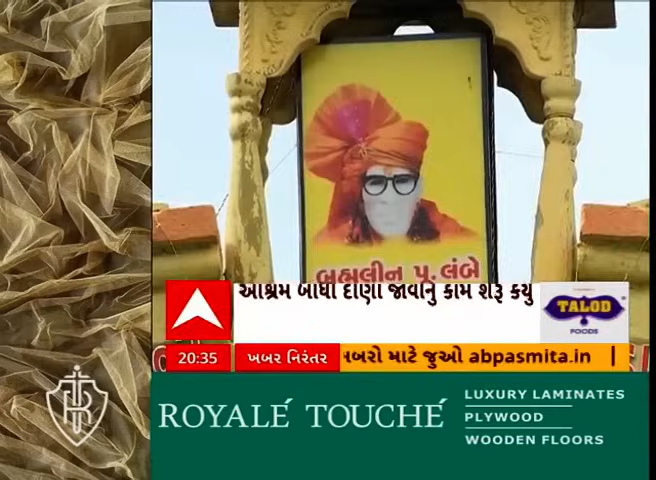 બ્રહ્મલીન પ.પૂ. લંબે
આશ્રમ બાંધી દાણા જોવાનું કામ શરૂ કર્યું
TALOD
FOODS
20:35
ખબર નિરંતર
ખબરો માટે જુઓ abpasmita.in |
ROYALÉ TOUCHÉ
LUXURY LAMINATES
PLYWOOD
WOODEN FLOORS